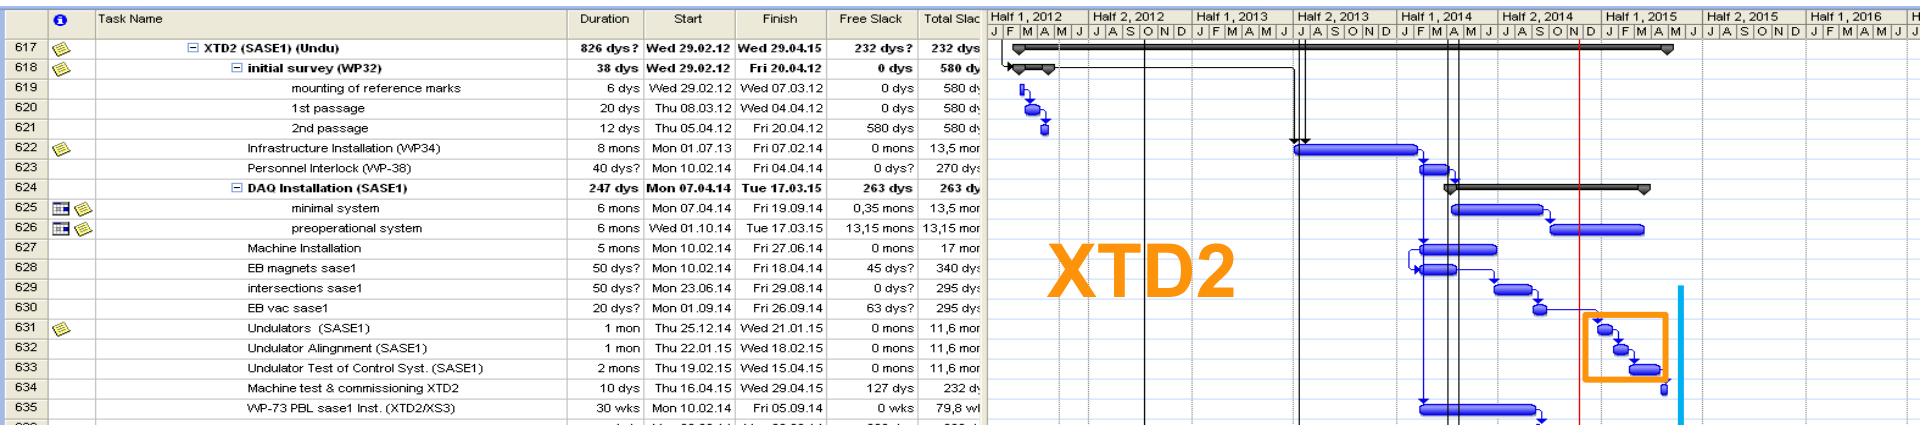 Task Name Duration Start Finish Free Slack Total Slac Half 1, 2012 Half 2, 2012 Half 1, 2013 Half 2, 2013 Half 1, 2014 Half 2, 2014 Half 1, 2015 Half 2, 2015 Half 1, 2016 H
J F M A M J J A S O N D J F M A M J J A S O N D J F M A M J J A S O N D J F M A M J J A S O N D J F M A M J J
617 XTD2 (SASE1) (Undu) 826 dys? Wed 29.02.12 Wed 29.04.15 232 dys? 232 dys
618 initial survey (WP32) 38 dys Wed 29.02.12 Fri 20.04.12 0 dys 580 dy
619 mounting of reference marks 6 dys Wed 29.02.12 Wed 07.03.12 0 dys 580 dy
620 1st passage 20 dys Thu 08.03.12 Wed 04.04.12 0 dys 580 dy
621 2nd passage 12 dys Thu 05.04.12 Fri 20.04.12 580 dys 580 dy
622 Infrastructure Installation (WP34) 8 mons Mon 01.07.13 Fri 07.02.14 0 mons 13,5 mor
623 Personnel Interlock (WP-38) 40 dys? Mon 10.02.14 Fri 04.04.14 0 dys? 270 dys
624 DAQ Installation (SASE1) 247 dys Mon 07.04.14 Tue 17.03.15 263 dys 263 dy
625 minimal system 6 mons Mon 07.04.14 Fri 19.09.14 0,35 mons 13,5 mor
626 preoperational system 6 mons Wed 01.10.14 Tue 17.03.15 13,15 mons 13,15 mor
627 Machine Installation 5 mons Mon 10.02.14 Fri 27.06.14 0 mons 17 mor
628 EB magnets sase1 50 dys? Mon 10.02.14 Fri 18.04.14 45 dys? 340 dys
629 intersections sase1 50 dys? Mon 23.06.14 Fri 29.08.14 0 dys? 295 dys
630 EB vac sase1 20 dys? Mon 01.09.14 Fri 26.09.14 63 dys? 295 dys
631 Undulators (SASE1) 1 mon Thu 25.12.14 Wed 21.01.15 0 mons 11,6 mor
632 Undulator Alingnment (SASE1) 1 mon Thu 22.01.15 Wed 18.02.15 0 mons 11,6 mor
633 Undulator Test of Control Syst. (SASE1) 2 mons Thu 19.02.15 Wed 15.04.15 0 mons 11,6 mor
634 Machine test & commissioning XTD2 10 dys Thu 16.04.15 Wed 29.04.15 127 dys 232 d
635 WP-73 PBL sase1 Inst. (XTD2/XS3) 30 wks Mon 10.02.14 Fri 05.09.14 0 wks 79,8 wl
XTD2